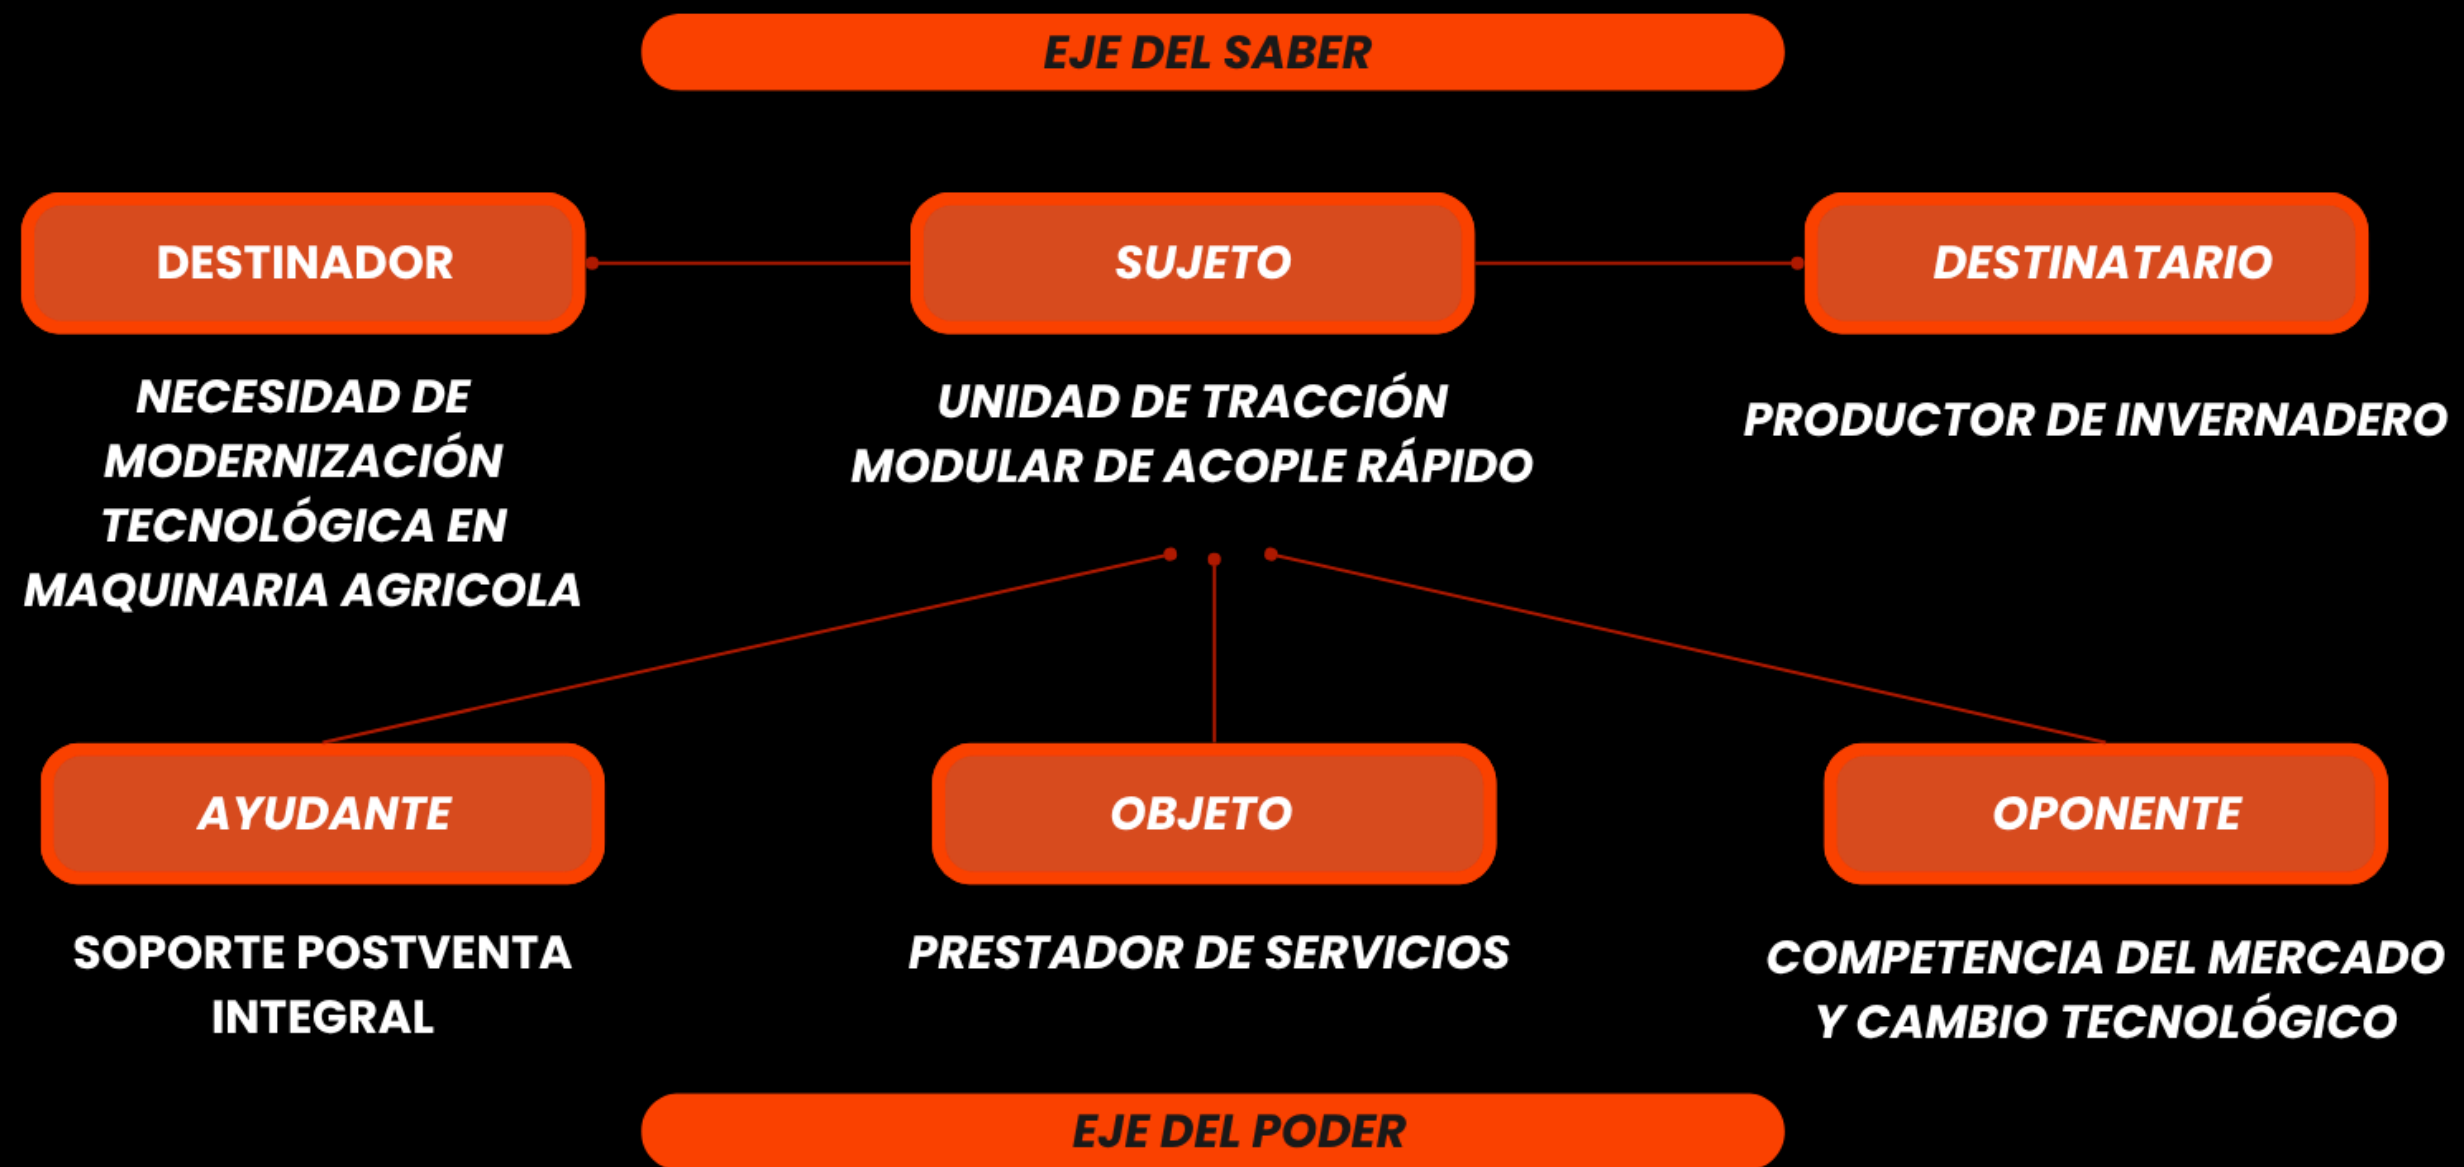 EJE DEL SABER
DESTINADOR
SUJETO
DESTINATARIO
NECESIDAD DE
MODERNIZACIÓN
TECNOLÓGICA EN
MAQUINARIA AGRICOLA
UNIDAD DE TRACCIÓN
MODULAR DE ACOPLE RÁPIDO
PRODUCTOR DE INVERNADERO
AYUDANTE
OBJETO
OPONENTE
SOPORTE POSTVENTA
INTEGRAL
PRESTADOR DE SERVICIOS
COMPETENCIA DEL MERCADO
Y CAMBIO TECNOLÓGICO
EJE DEL PODER